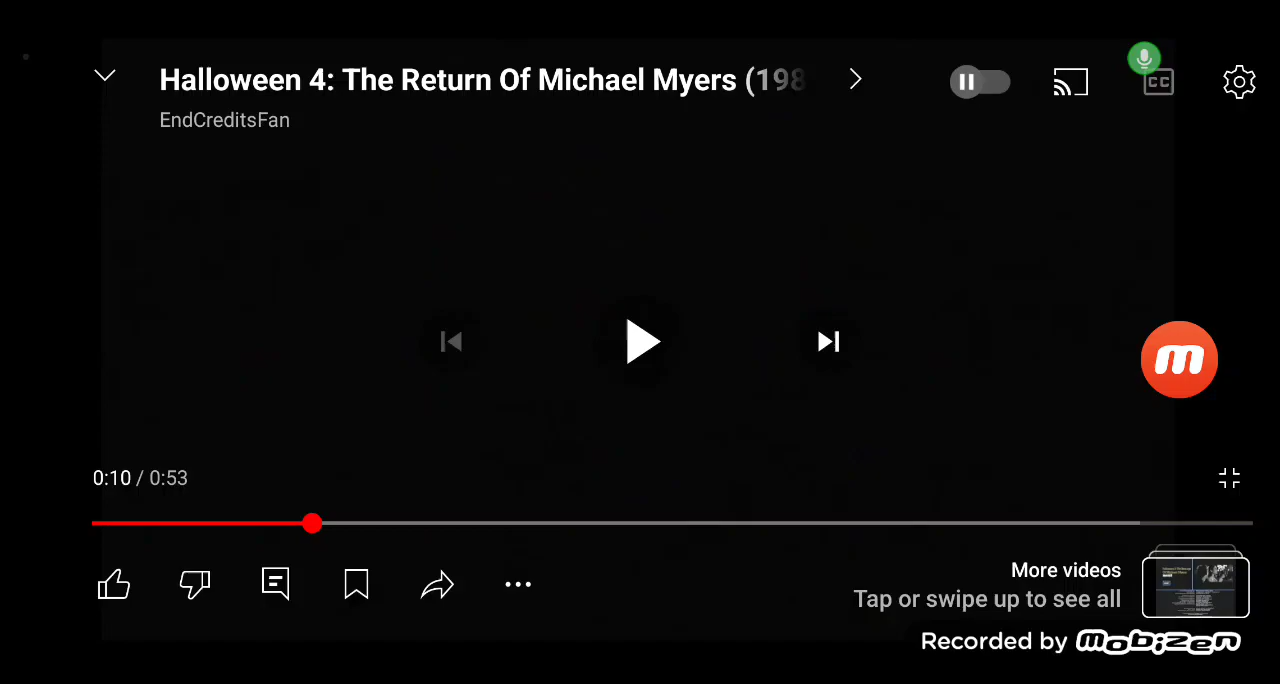 Halloween 4: The Return Of Michael Myers (198
EndCreditsFan
CC
m
0:10 / 0:53
More videos
Tap or swipe up to see all
Recorded by mobizen